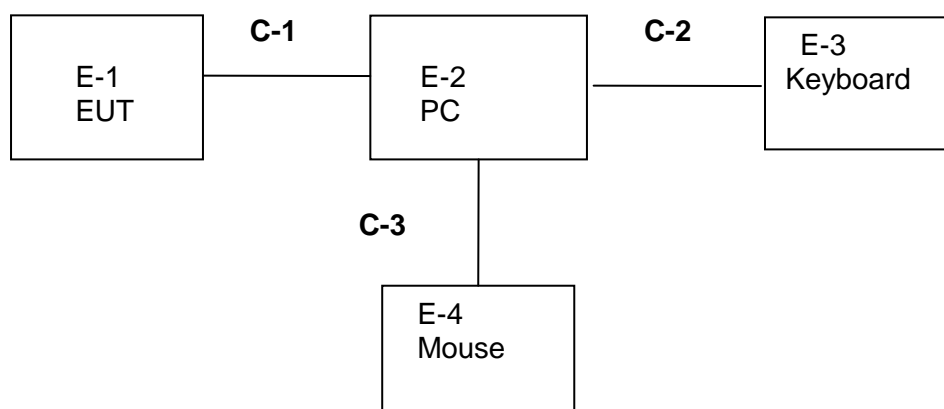 C-1
C-2
E-1
EUT
E-2
PC
E-3
Keyboard
C-3
E-4
Mouse